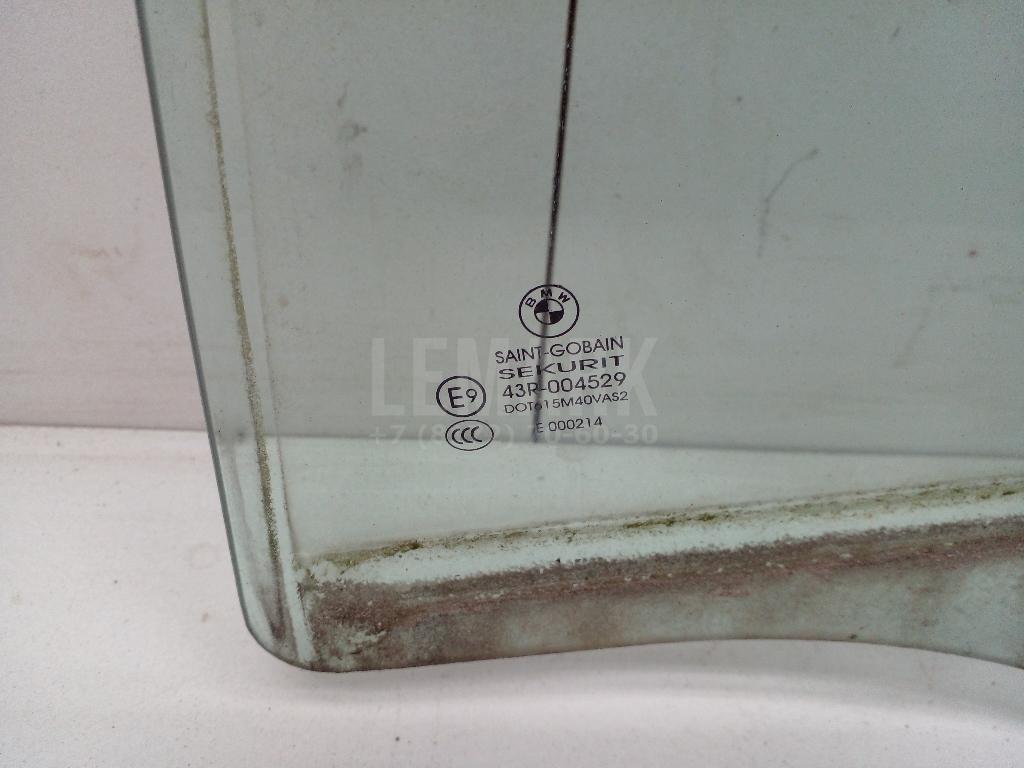 BMW
SAINT-GOBAIN
SEKURIT
E9
43R-004529
DOT615M40VAS2
CCC
E 000214